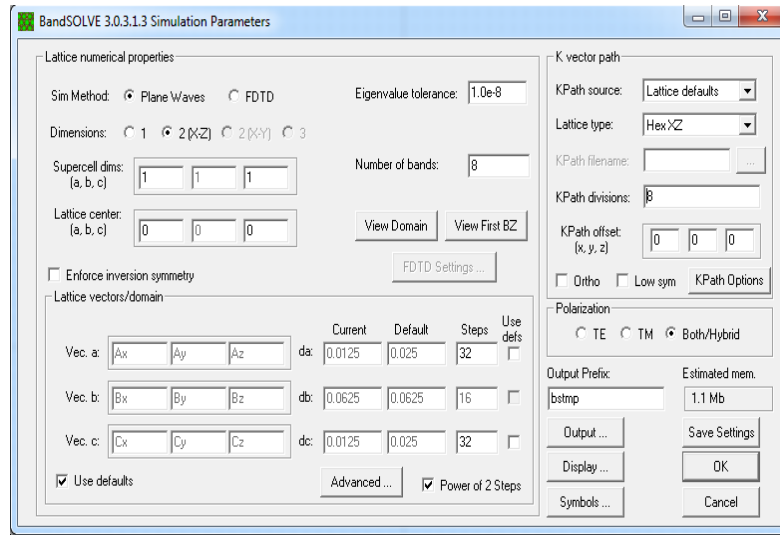 BandSOLVE 3.0.3.1.3 Simulation Parameters
Lattice numerical properties
Sim Method: Plane Waves FDTD
Eigenvalue tolerance: 1.0e-8
Dimensions: 1 2 (X-Z) 2 (X-Y) 3
Supercell dims: (a, b, c) 1 1 1
Number of bands: 8
Lattice center: (a, b, c) 0 0 0
View Domain View First BZ
FDTD Settings ...
Enforce inversion symmetry
Lattice vectors/domain
Current Default Steps Use defs
Vec. a: Ax Ay Az da: 0.0125 0.025 32
Vec. b: Bx By Bz db: 0.0625 0.0625 16
Vec. c: Cx Cy Cz dc: 0.0125 0.025 32
Use defaults
Advanced ...
Power of 2 Steps
K vector path
KPath source: Lattice defaults
Lattice type: Hex XZ
KPath filename: ...
KPath divisions: 8
KPath offset: (x, y, z) 0 0 0
Ortho Low sym KPath Options
Polarization
TE TM Both/Hybrid
Output Prefix: Estimated mem.
bstmp 1.1 Mb
Output ... Save Settings
Display ... OK
Symbols ... Cancel